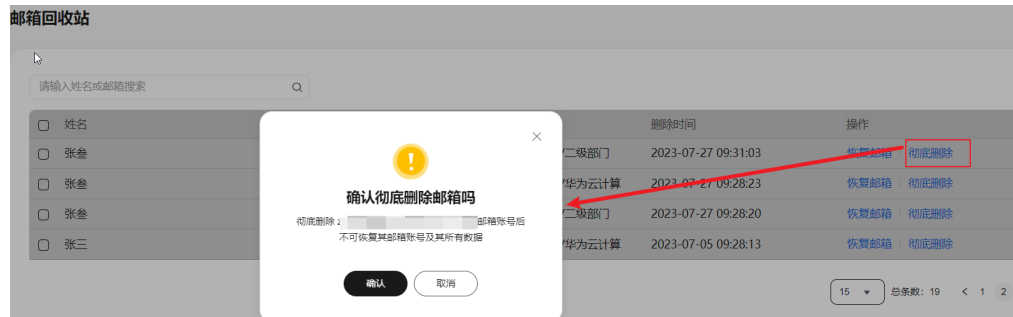 邮箱回收站
请输入姓名或邮箱搜索
姓名 删除时间 操作
张叁 /二级部门 2023-07-27 09:31:03 恢复邮箱 彻底删除
张叁 /华为云计算 2023-07-27 09:28:23 恢复邮箱 彻底删除
张叁 /二级部门 2023-07-27 09:28:20 恢复邮箱 彻底删除
张三 /华为云计算 2023-07-05 09:28:13 恢复邮箱 彻底删除
确认彻底删除邮箱吗
彻底删除 z 邮箱账号后
不可恢复其邮箱账号及其所有数据
确认 取消
15 总条数: 19 < 1 2